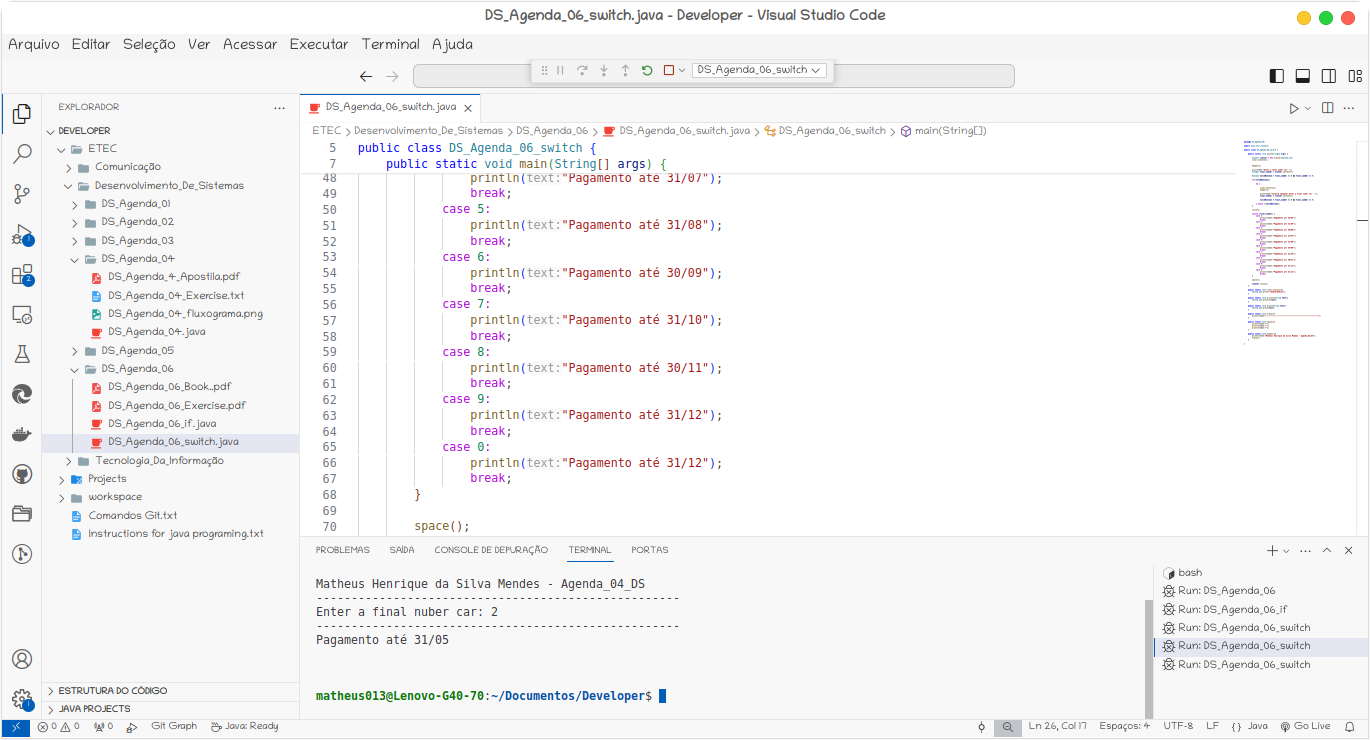 DS_Agenda_06_switch.java - Developer - Visual Studio Code
Arquivo Editar Seleção Ver Acessar Executar Terminal Ajuda
DS_Agenda_06_switch
EXPLORADOR
DEVELOPER
ETEC
Comunicação
Desenvolvimento_De_Sistemas
DS_Agenda_01
DS_Agenda_02
DS_Agenda_03
DS_Agenda_04
DS_Agenda_4_Apostila.pdf
DS_Agenda_04_Exercise.txt
DS_Agenda_04_fluxograma.png
DS_Agenda_04.java
DS_Agenda_05
DS_Agenda_06
DS_Agenda_06_Book..pdf
DS_Agenda_06_Exercise.pdf
DS_Agenda_06_if.java
DS_Agenda_06_switch.java
Tecnologia_Da_Informação
Projects
workspace
Comandos Git.txt
Instructions for java programing.txt
ESTRUTURA DO CÓDIGO
JAVA PROJECTS
DS_Agenda_06_switch.java
ETEC > Desenvolvimento_De_Sistemas > DS_Agenda_06 > DS_Agenda_06_switch.java > DS_Agenda_06_switch > main(String[])
5 public class DS_Agenda_06_switch {
7 public static void main(String[] args) {
48 println(text:"Pagamento até 31/07");
49 break;
50 case 5:
51 println(text:"Pagamento até 31/08");
52 break;
53 case 6:
54 println(text:"Pagamento até 30/09");
55 break;
56 case 7:
57 println(text:"Pagamento até 31/10");
58 break;
59 case 8:
60 println(text:"Pagamento até 30/11");
61 break;
62 case 9:
63 println(text:"Pagamento até 31/12");
64 break;
65 case 0:
66 println(text:"Pagamento até 31/12");
67 break;
68 }
69
70 space();
PROBLEMAS SAÍDA CONSOLE DE DEPURAÇÃO TERMINAL PORTAS
Matheus Henrique da Silva Mendes - Agenda_04_DS
----------------------------------------------------
Enter a final nuber car: 2
----------------------------------------------------
Pagamento até 31/05
matheus013@Lenovo-G40-70:~/Documentos/Developer$
bash
Run: DS_Agenda_06
Run: DS_Agenda_06_if
Run: DS_Agenda_06_switch
Run: DS_Agenda_06_switch
Run: DS_Agenda_06_switch
0 0 0 Git Graph Java: Ready Ln 26, Col 17 Espaços: 4 UTF-8 LF { } Java Go Live